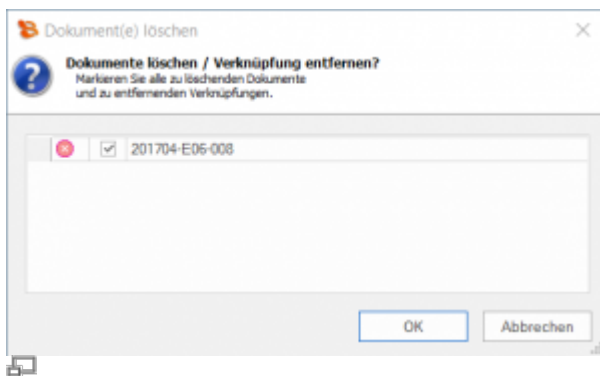 Dokument(e) löschen
Dokumente löschen / Verknüpfung entfernen?
Markieren Sie alle zu löschenden Dokumente
und zu entfernenden Verknüpfungen.
201704-E06-008
OK
Abbrechen